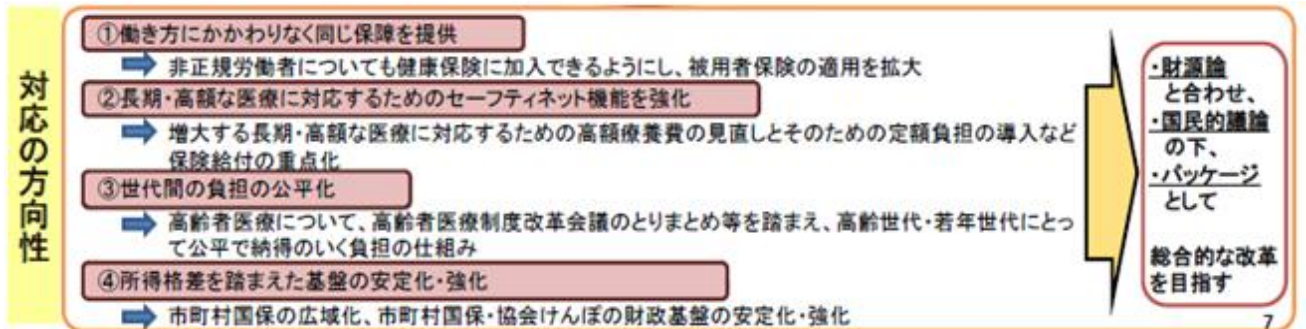 対応の方向性
①働き方にかかわりなく同じ保障を提供
非正規労働者についても健康保険に加入できるようにし、被用者保険の適用を拡大
②長期・高額な医療に対応するためのセーフティネット機能を強化
増大する長期・高額な医療に対応するための高額療養費の見直しとそのための定額負担の導入など
保険給付の重点化
③世代間の負担の公平化
高齢者医療について、高齢者医療制度改革会議のとりまとめ等を踏まえ、高齢世代・若年世代にとっ
て公平で納得のいく負担の仕組み
④所得格差を踏まえた基盤の安定化・強化
市町村国保の広域化、市町村国保・協会けんぽの財政基盤の安定化・強化
・財源論
と合わせ、
・国民的議論
の下、
・パッケージ
として
総合的な改革
を目指す
7